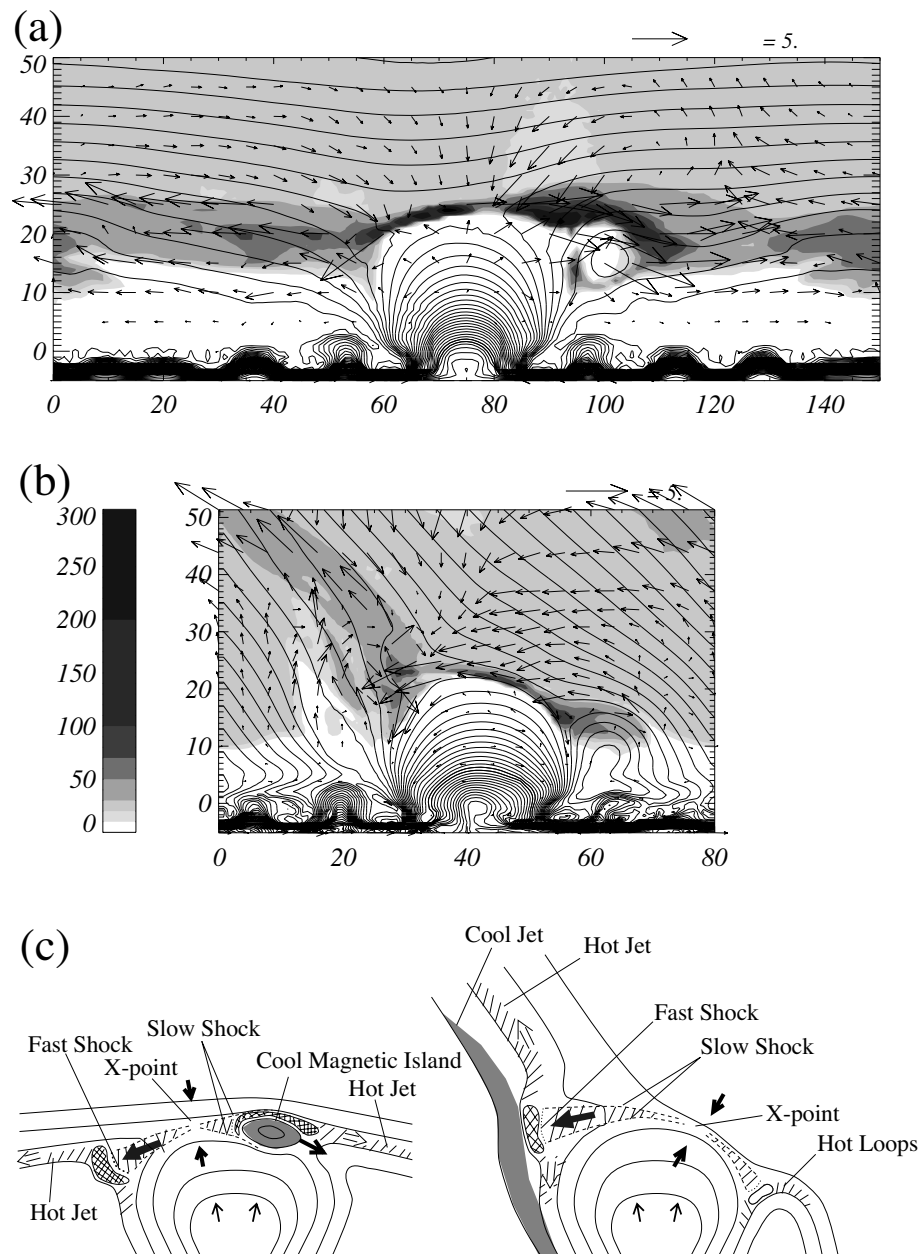 (a)
= 5.
50
40
30
20
10
0
0 20 40 60 80 100 120 140
(b)
300
250
200
150
100
50
0
50
40
30
20
10
0
0 20 40 60 80
(c)
Cool Jet
Hot Jet
Fast Shock
Slow Shock
X-point
Hot Loops
Slow Shock
Fast Shock
X-point
Cool Magnetic Island
Hot Jet
Hot Jet